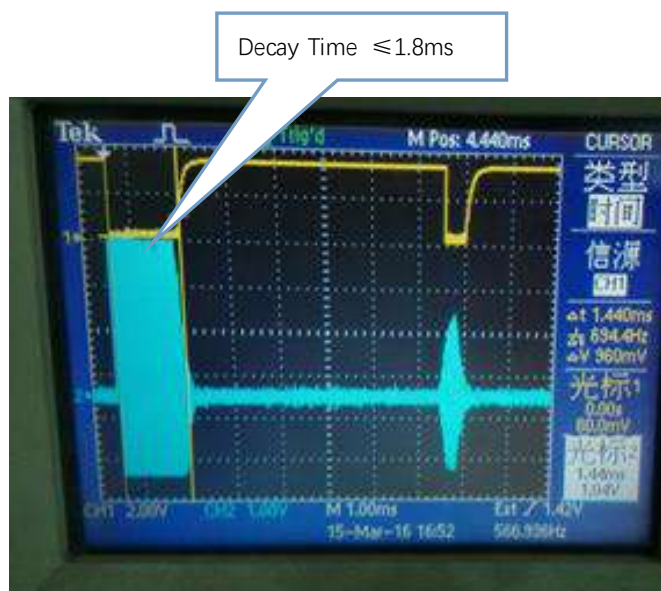 Decay Time ≤1.8ms
Tek
Trig'd
M Pos: 4.440ms
CURSOR
类型
时间
信源
CH1
Δt 1.440ms
694.4Hz
ΔV 960mV
光标1
0.00s
80.0mV
光标2
1.44ms
1.04V
CH1 2.00V
CH2 1.00V
M 1.00ms
Ext / 1.42V
15-Mar-16 16:52
566.936Hz